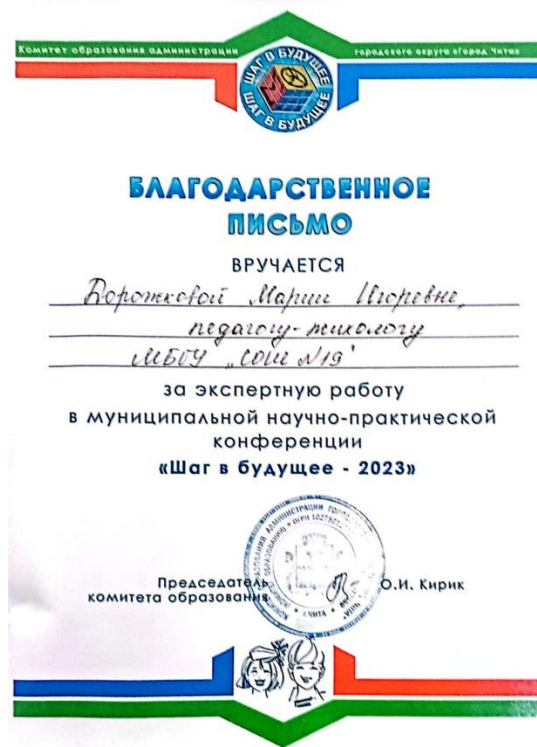 Комитет образования администрации городского округа «Город Чита»
ШАГ В БУДУЩЕЕ
ШАГ В БУДУЩЕЕ
БЛАГОДАРСТВЕННОЕ
ПИСЬМО
ВРУЧАЕТСЯ
Дорожковой Марии Игоревне,
педагогу-психологу
МБОУ „СОШ №19"
за экспертную работу
в муниципальной научно-практической
конференции
«Шаг в будущее - 2023»
Председатель
комитета образования О.И. Кирик